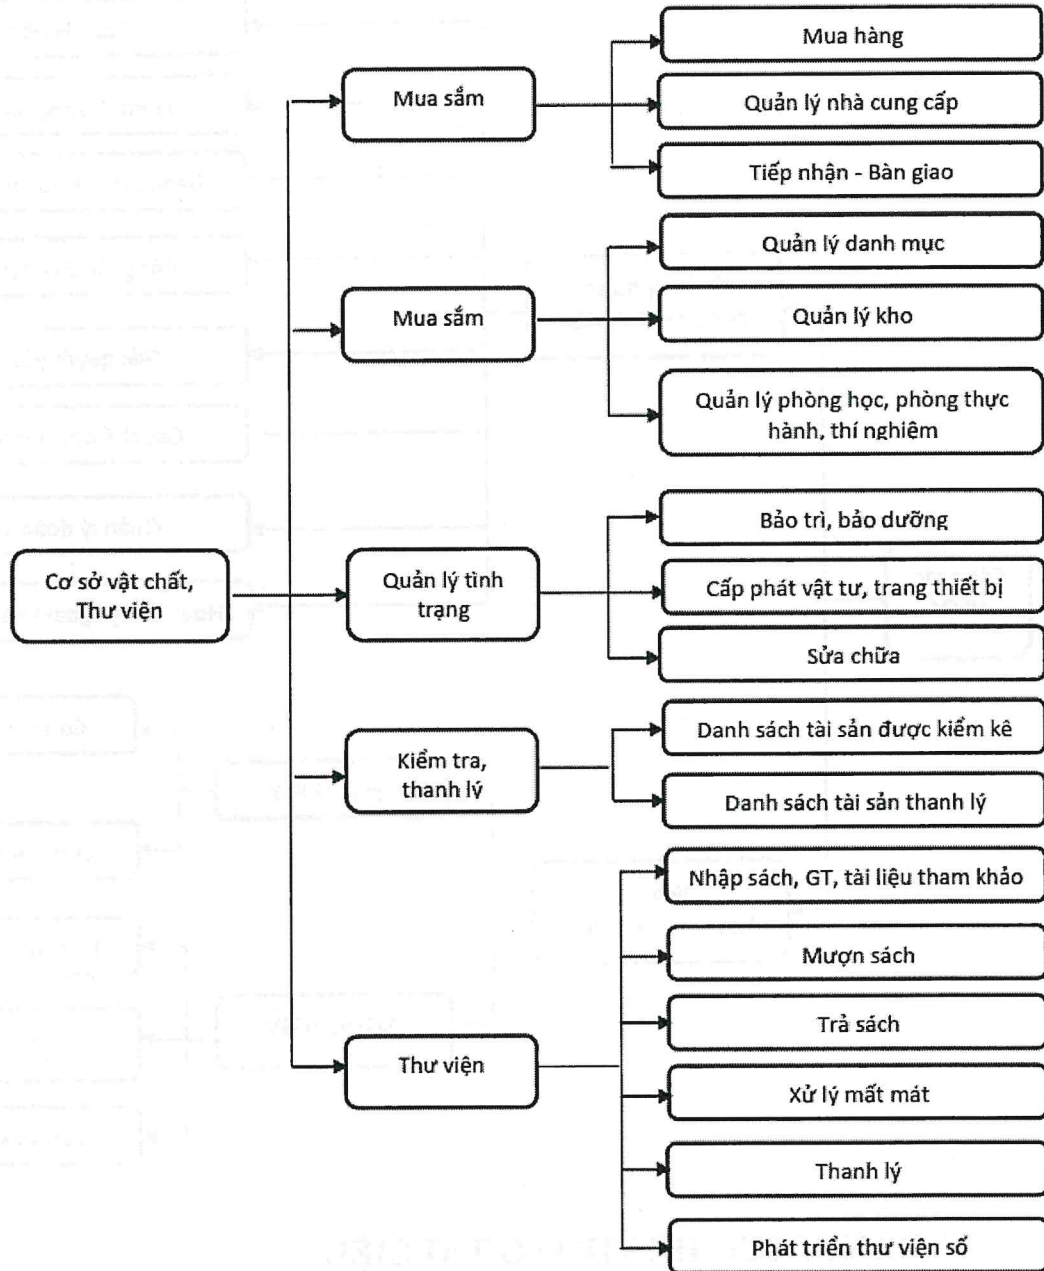 Cơ sở vật chất,
Thư viện
Mua sắm
Mua hàng
Quản lý nhà cung cấp
Tiếp nhận - Bàn giao
Mua sắm
Quản lý danh mục
Quản lý kho
Quản lý phòng học, phòng thực
hành, thí nghiệm
Quản lý tình
trạng
Bảo trì, bảo dưỡng
Cấp phát vật tư, trang thiết bị
Sửa chữa
Kiểm tra,
thanh lý
Danh sách tài sản được kiểm kê
Danh sách tài sản thanh lý
Thư viện
Nhập sách, GT, tài liệu tham khảo
Mượn sách
Trả sách
Xử lý mất mát
Thanh lý
Phát triển thư viện số